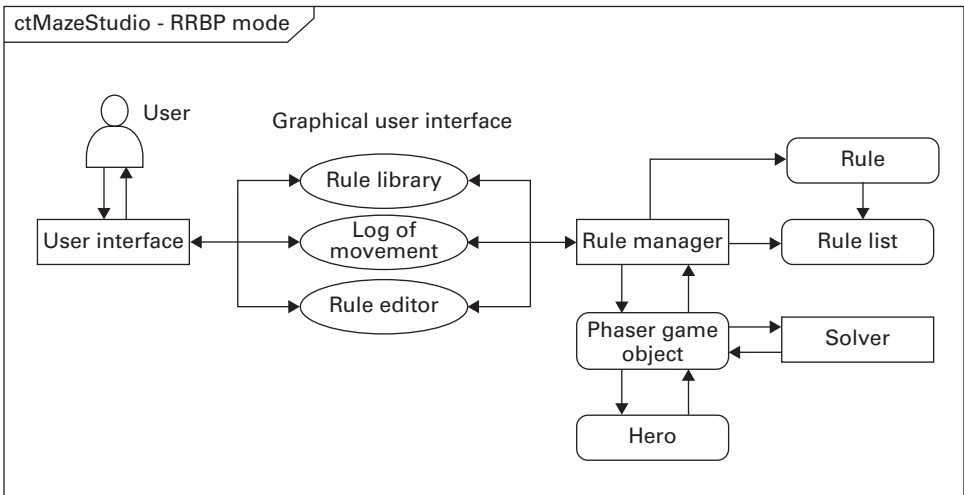 ctMazeStudio - RRBP mode
User
Graphical user interface
Rule library
Rule
User interface
Log of
movement
Rule manager
Rule list
Rule editor
Phaser game
object
Solver
Hero